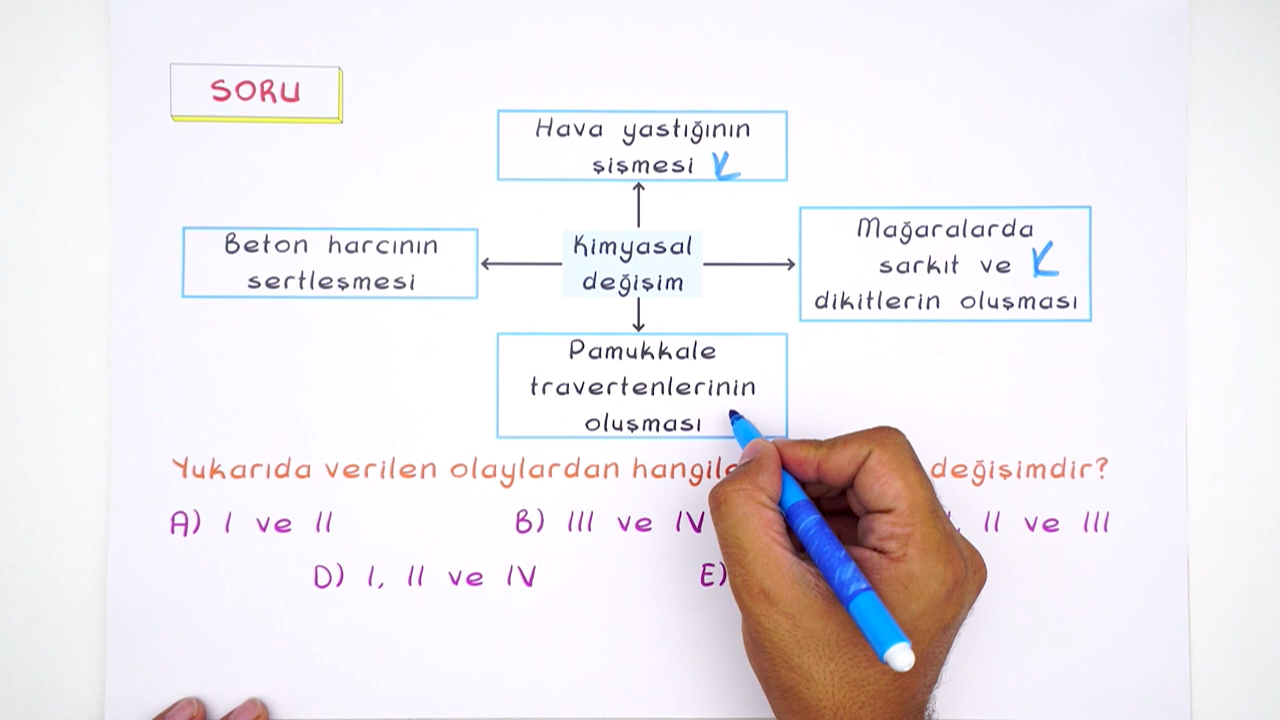 SORU
Hava yastığının
şişmesi K
Beton harcının
sertleşmesi
Kimyasal
değişim
Mağaralarda
sarkıt ve K
dikitlerin oluşması
Pamukkale
travertenlerinin
oluşması
Yukarıda verilen olaylardan değişimdir?
A) I ve II
B) III ve IV
II ve III
D) I, II ve IV
E)